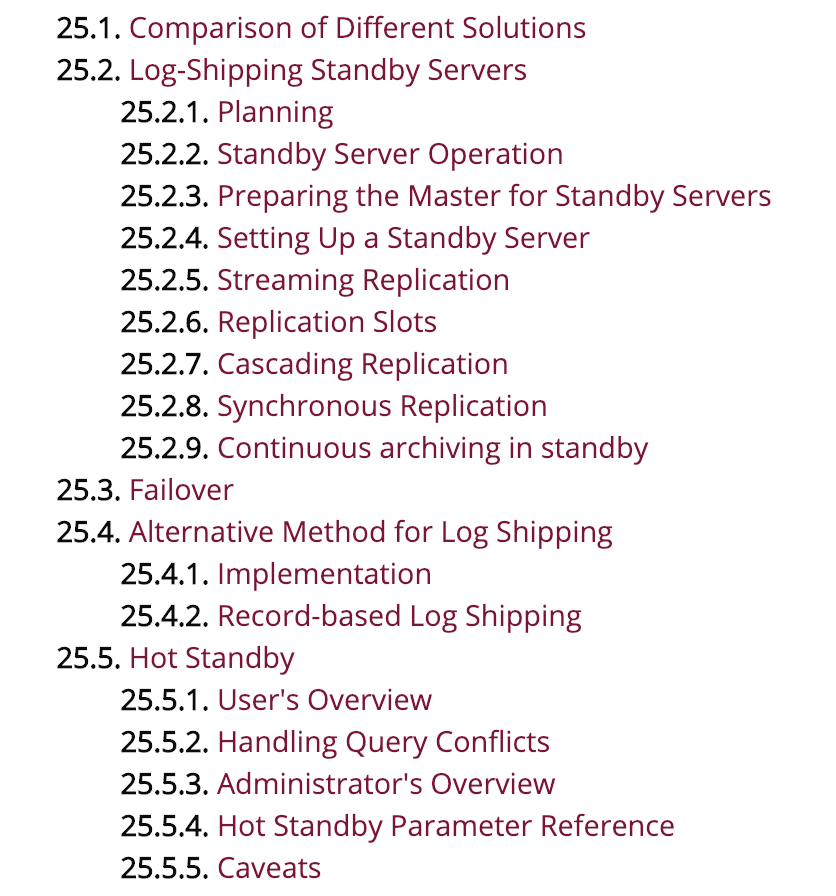 25.1. Comparison of Different Solutions
25.2. Log-Shipping Standby Servers
25.2.1. Planning
25.2.2. Standby Server Operation
25.2.3. Preparing the Master for Standby Servers
25.2.4. Setting Up a Standby Server
25.2.5. Streaming Replication
25.2.6. Replication Slots
25.2.7. Cascading Replication
25.2.8. Synchronous Replication
25.2.9. Continuous archiving in standby
25.3. Failover
25.4. Alternative Method for Log Shipping
25.4.1. Implementation
25.4.2. Record-based Log Shipping
25.5. Hot Standby
25.5.1. User's Overview
25.5.2. Handling Query Conflicts
25.5.3. Administrator's Overview
25.5.4. Hot Standby Parameter Reference
25.5.5. Caveats